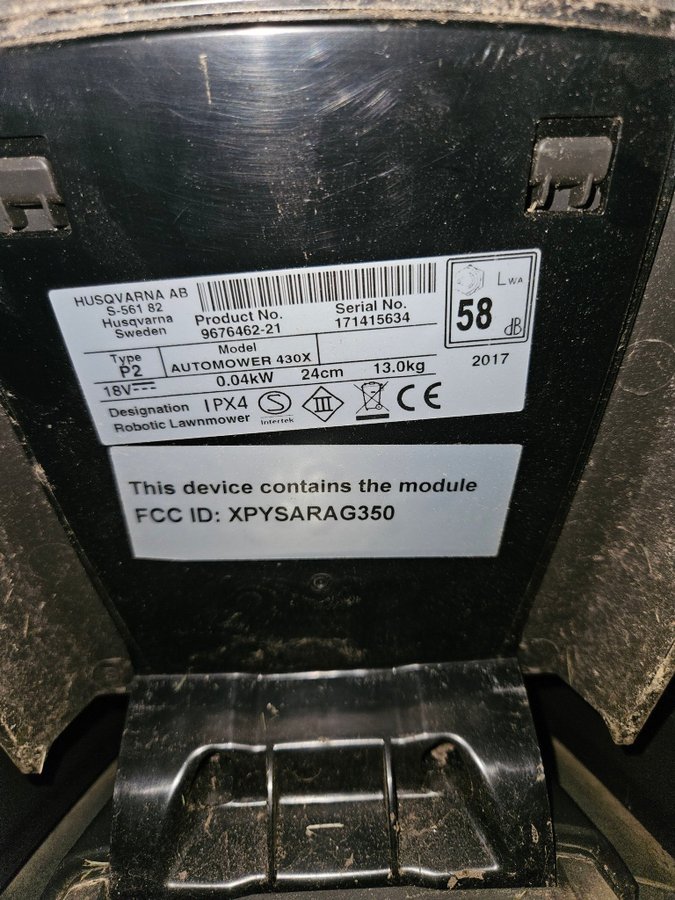 HUSQVARNA AB
S-561 82
Husqvarna
Sweden
Product No.
9676462-21
Serial No.
171415634
LWA
58 dB
Type
P2
Model
AUTOMOWER 430X
2017
18V
0.04kW 24cm 13.0kg
Designation
Robotic Lawnmower
IPX4
S
Intertek
III
CE
This device contains the module
FCC ID: XPYSARAG350
1